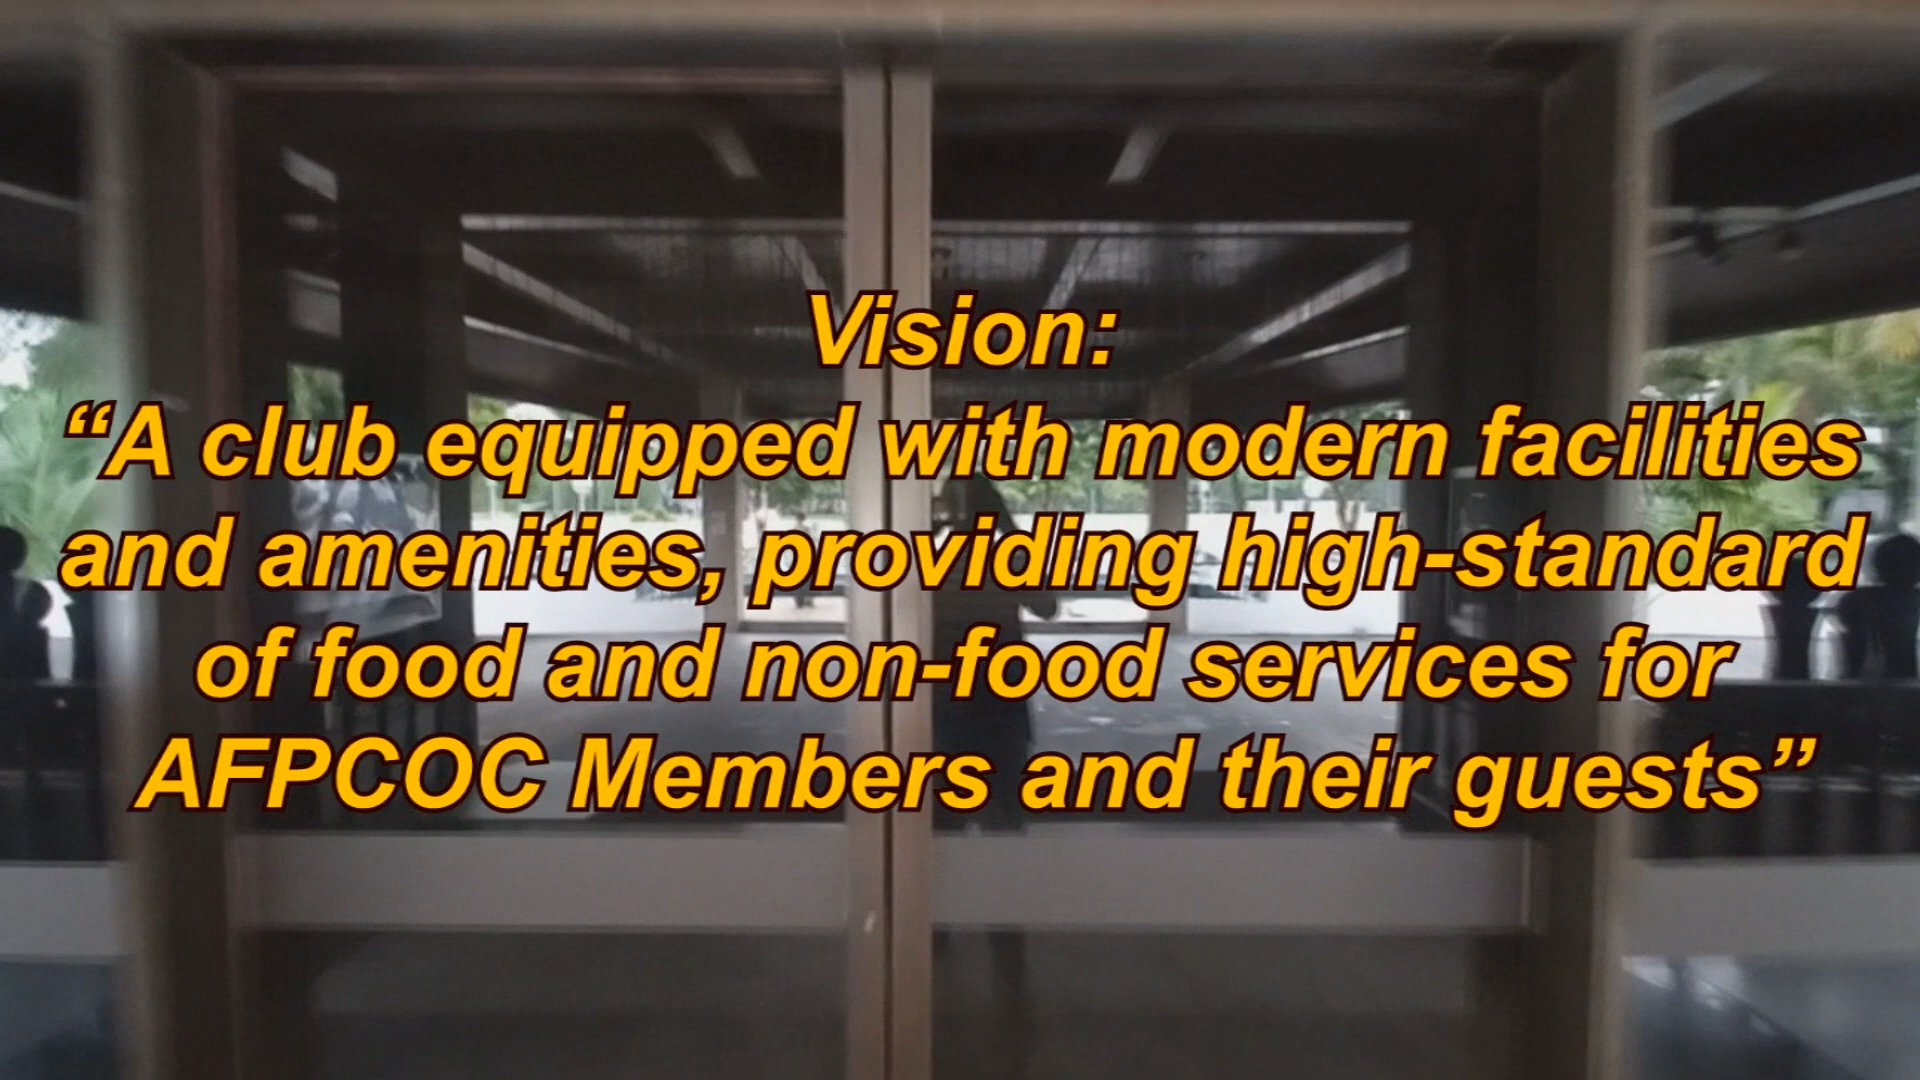 Vision:
“A club equipped with modern facilities
and amenities, providing high-standard
of food and non-food services for
AFPCOC Members and their guests”